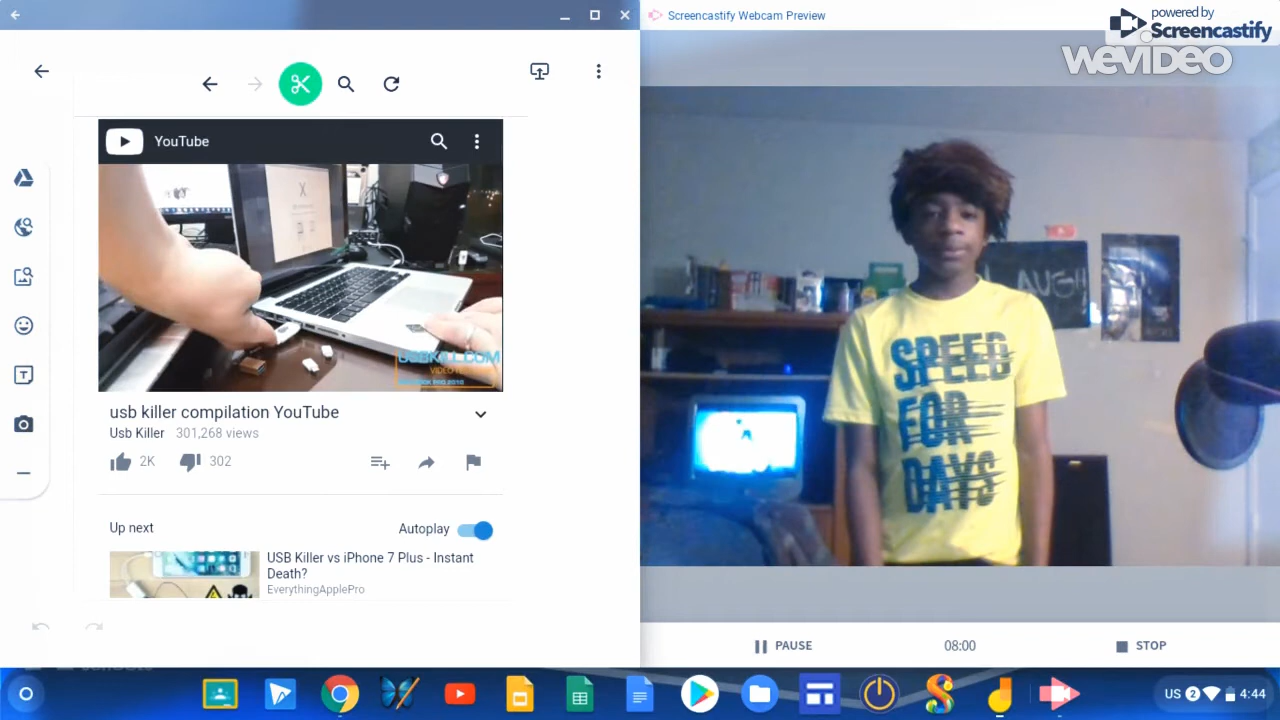 Screencastify Webcam Preview
powered by
Screencastify
WEVIDEO
YouTube
USBKILL.COM
usb killer compilation YouTube
Usb Killer 301,268 views
2K 302
Up next Autoplay
USB Killer vs iPhone 7 Plus - Instant
Death?
EverythingApplePro
LAUGH
SPEED
FOR
DAYS
PAUSE 08:00 STOP
US 2 4:44